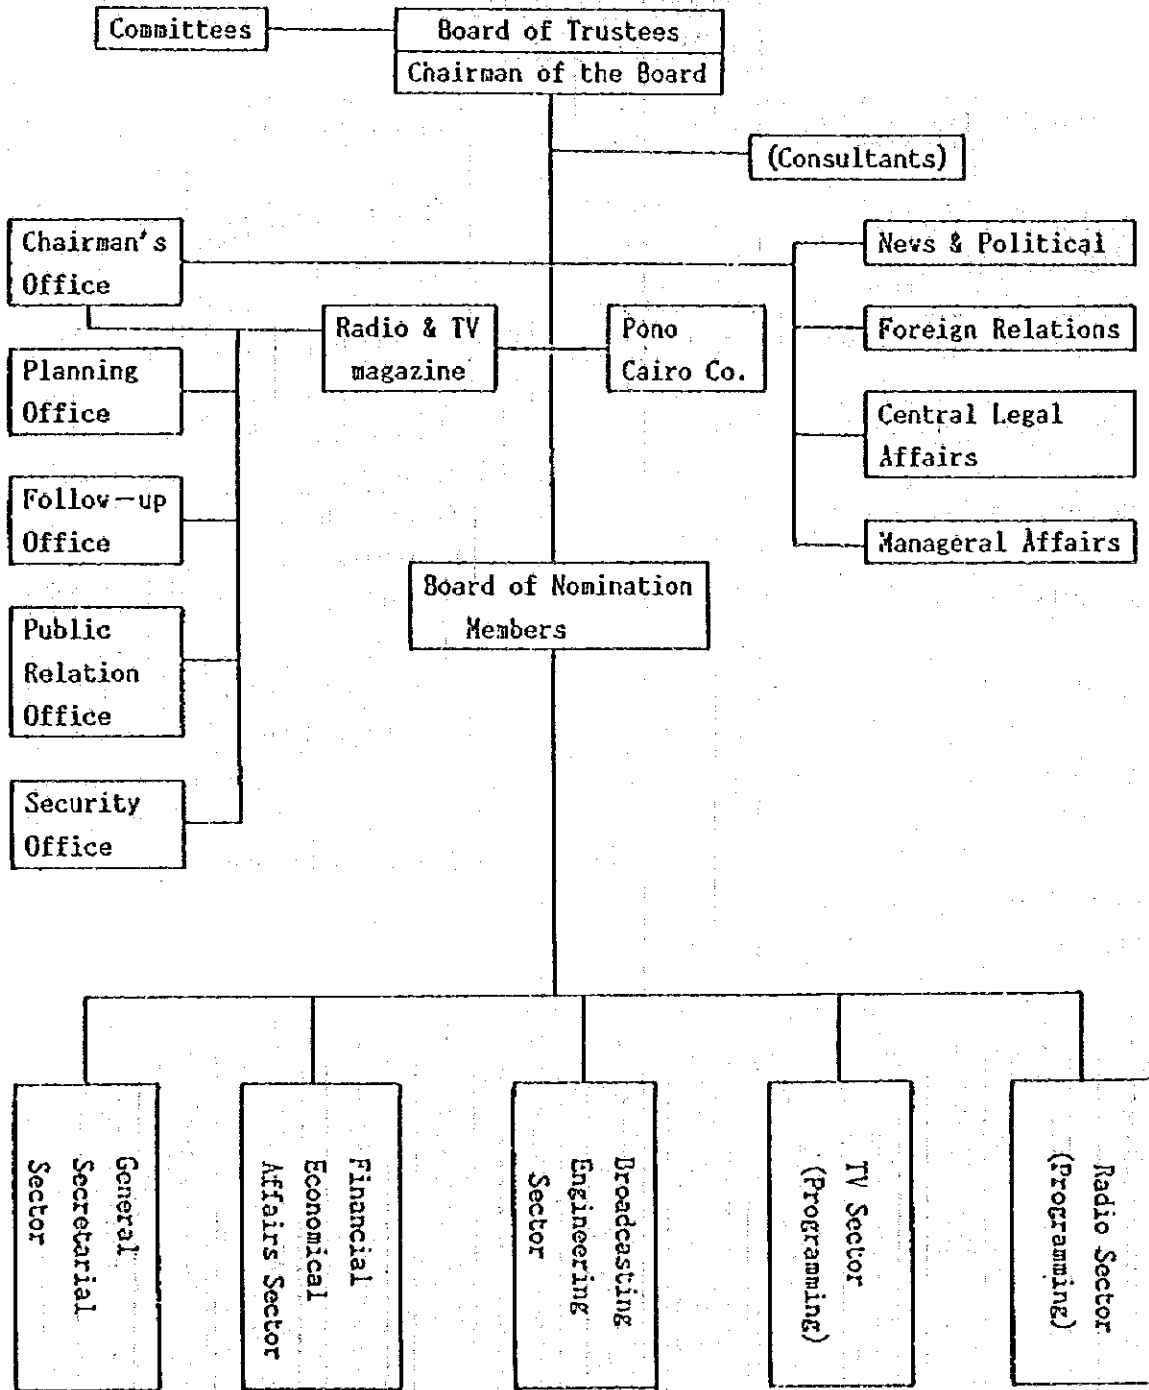 Committees
Board of Trustees
Chairman of the Board
(Consultants)
Chairman's
Office
News & Political
Radio & TV
magazine
Pono
Cairo Co.
Foreign Relations
Planning
Office
Central Legal
Affairs
Follow-up
Office
Manageral Affairs
Board of Nomination
Members
Public
Relation
Office
Security
Office
General
Secretarial
Sector
Financial
Economical
Affairs Sector
Broadcasting
Engineering
Sector
TV Sector
(Programming)
Radio Sector
(Programming)